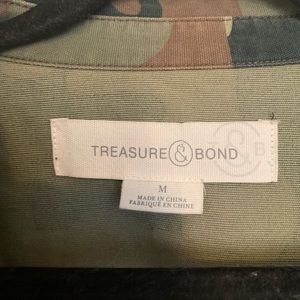 TREASURE & BOND
& B
M
MADE IN CHINA
FABRIQUÉ EN CHINE